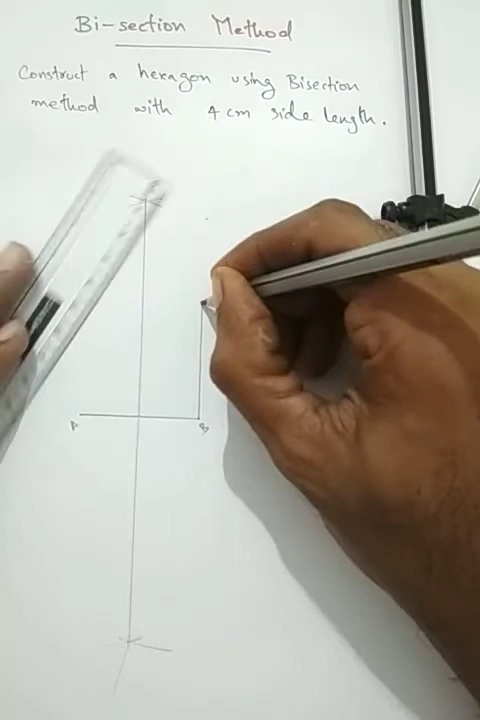 Bi-section Method
Construct a hexagon using Bisection
method with 4 cm side length.
A
B